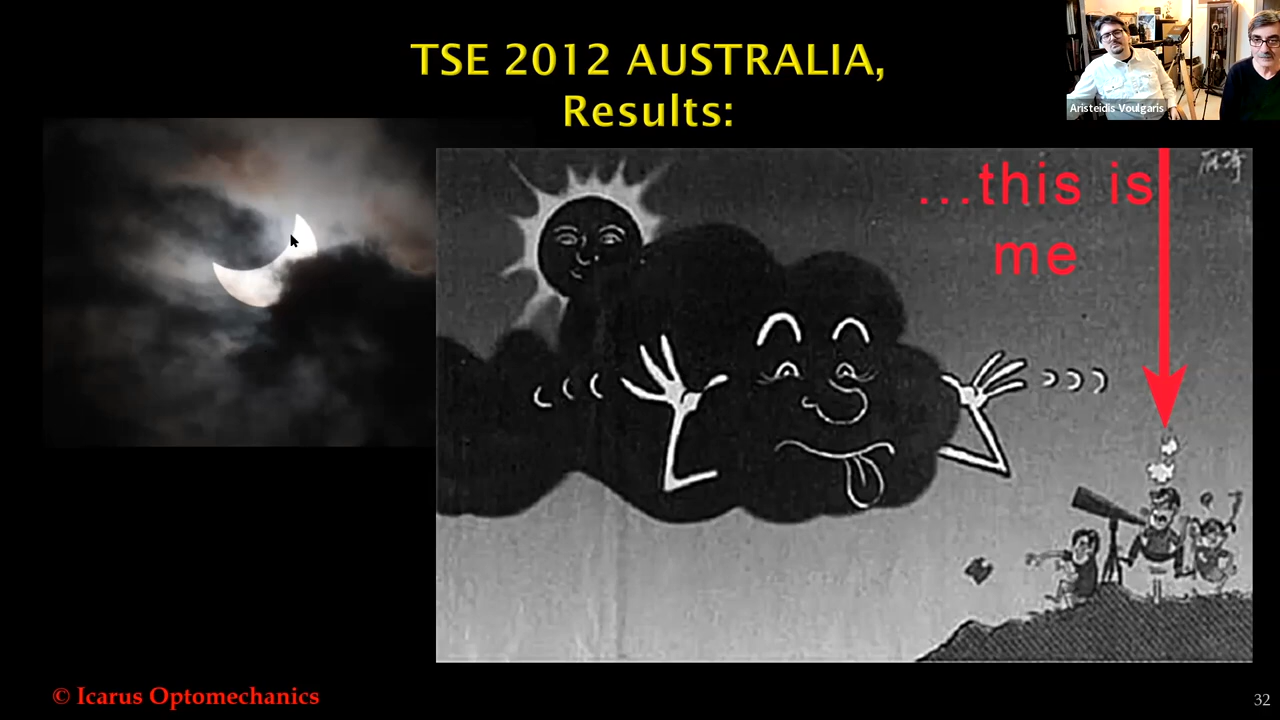 TSE 2012 AUSTRALIA,
Results:
Aristeidis Voulgaris
...this is
me
© Icarus Optomechanics
32